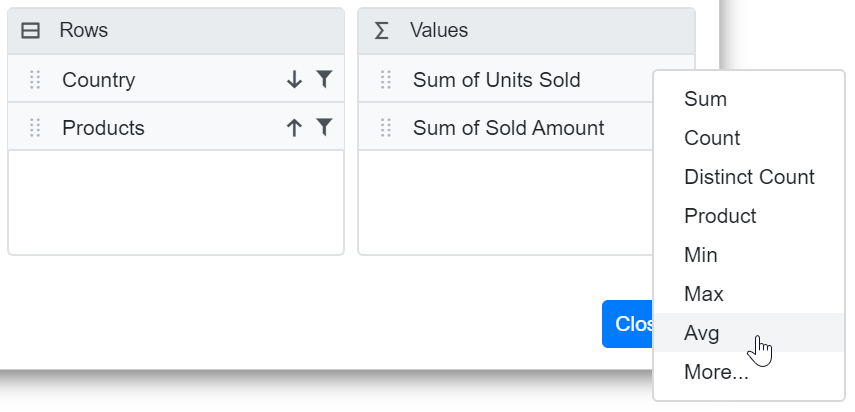 Rows
Country
Products
Σ Values
Sum of Units Sold
Sum of Sold Amount
Clos
Sum
Count
Distinct Count
Product
Min
Max
Avg
More...